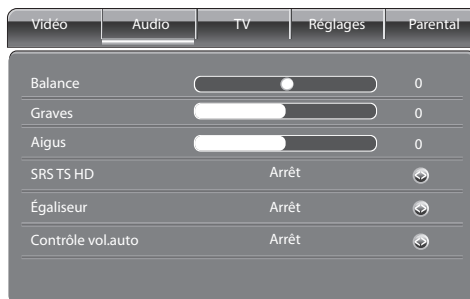 Vidéo Audio TV Réglages Parental
Balance 0
Graves 0
Aigus 0
SRS TS HD Arrêt
Égaliseur Arrêt
Contrôle vol.auto Arrêt